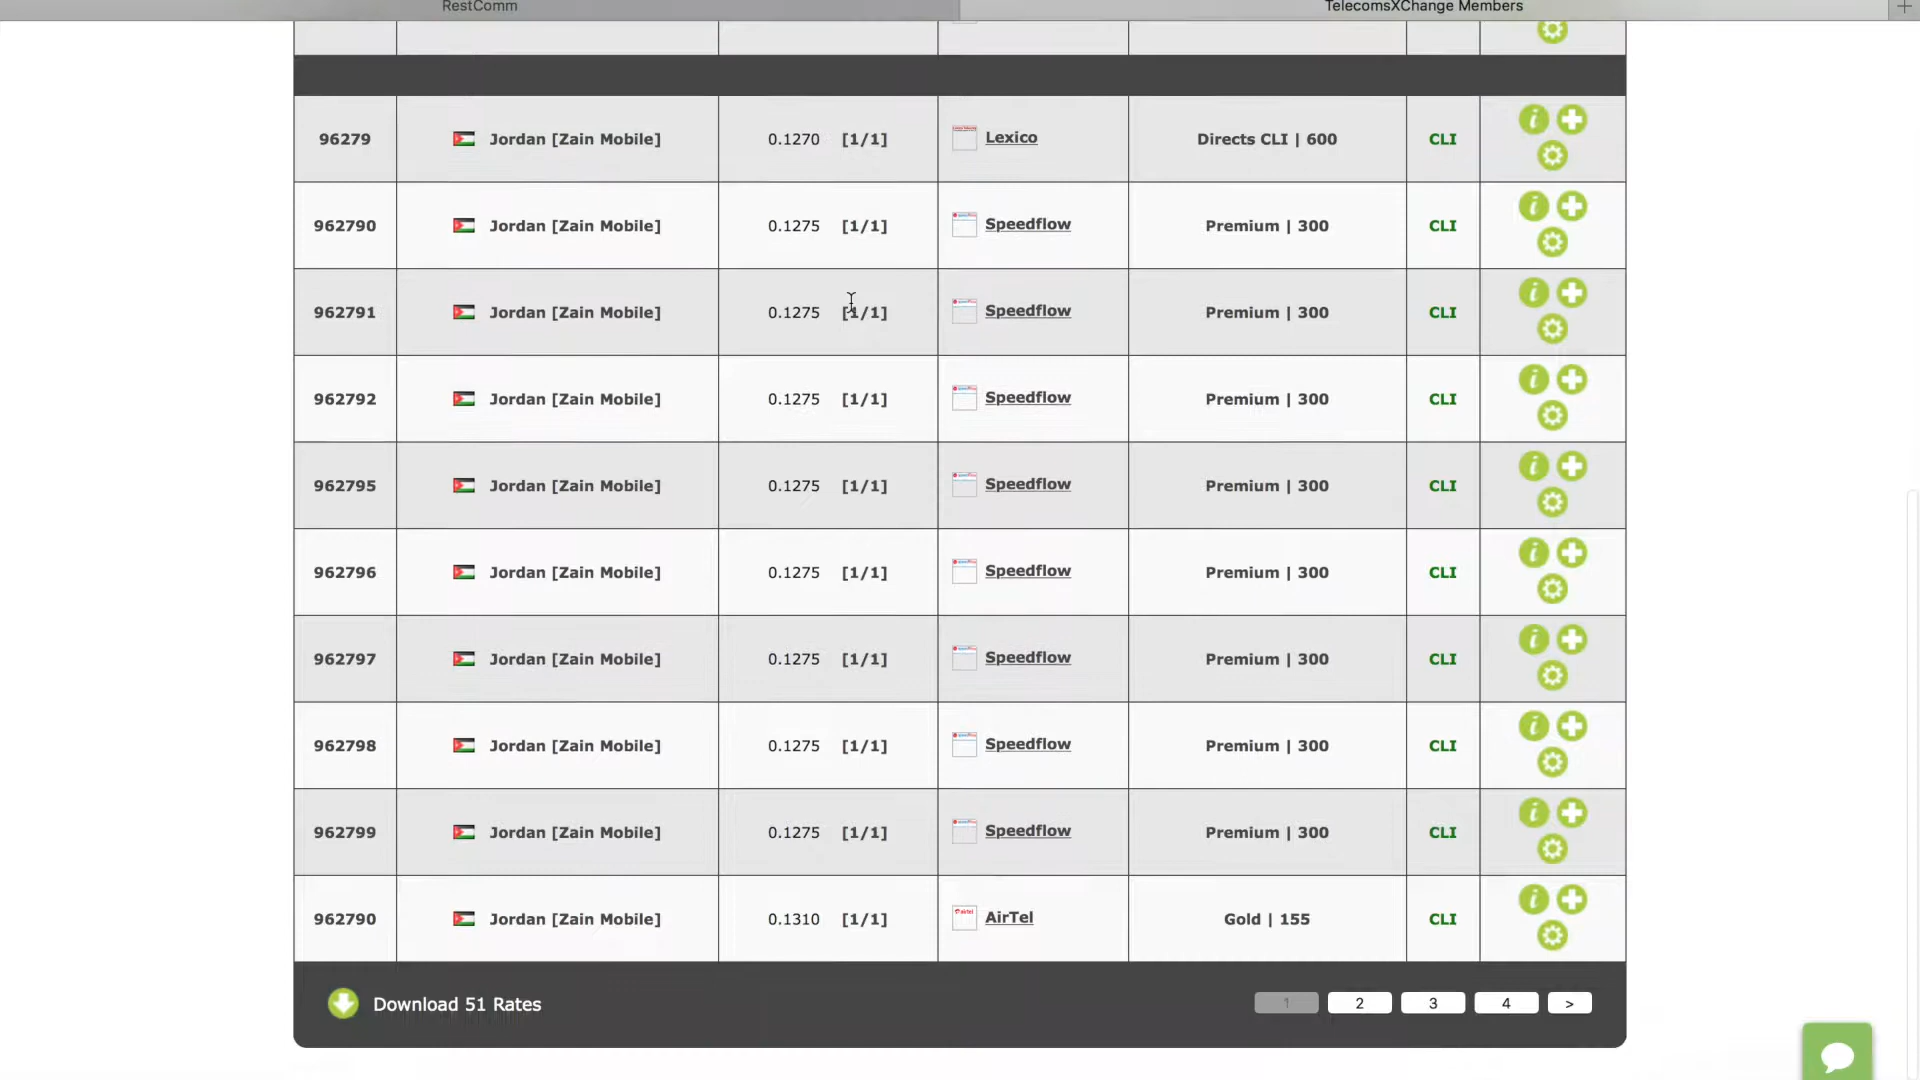 RestComm
TelecomsXChange Members
96279 Jordan [Zain Mobile] 0.1270 [1/1] Lexico Directs CLI | 600 CLI
962790 Jordan [Zain Mobile] 0.1275 [1/1] Speedflow Premium | 300 CLI
962791 Jordan [Zain Mobile] 0.1275 [1/1] Speedflow Premium | 300 CLI
962792 Jordan [Zain Mobile] 0.1275 [1/1] Speedflow Premium | 300 CLI
962795 Jordan [Zain Mobile] 0.1275 [1/1] Speedflow Premium | 300 CLI
962796 Jordan [Zain Mobile] 0.1275 [1/1] Speedflow Premium | 300 CLI
962797 Jordan [Zain Mobile] 0.1275 [1/1] Speedflow Premium | 300 CLI
962798 Jordan [Zain Mobile] 0.1275 [1/1] Speedflow Premium | 300 CLI
962799 Jordan [Zain Mobile] 0.1275 [1/1] Speedflow Premium | 300 CLI
962790 Jordan [Zain Mobile] 0.1310 [1/1] airtel AirTel Gold | 155 CLI
Download 51 Rates 1 2 3 4 >